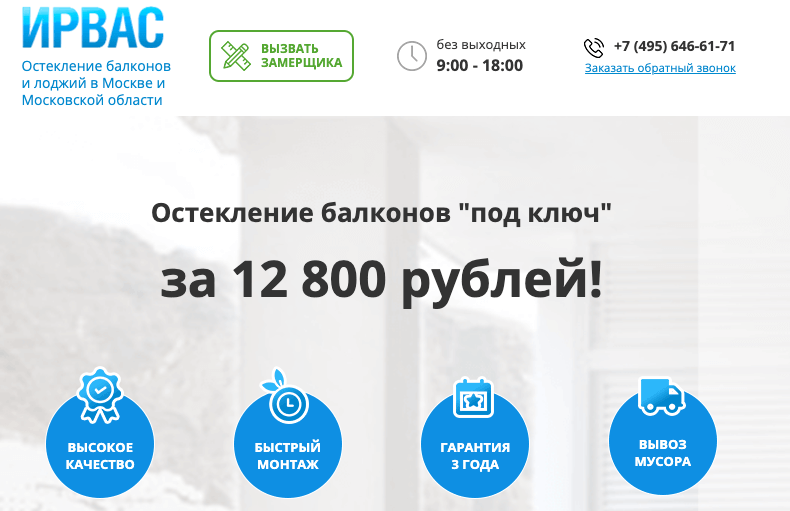 ИРВАС
Остекление балконов
и лоджий в Москве и
Московской области
ВЫЗВАТЬ
ЗАМЕРЩИКА
без выходных
9:00 - 18:00
+7 (495) 646-61-71
Заказать обратный звонок
Остекление балконов "под ключ"
за 12 800 рублей!
ВЫСОКОЕ
КАЧЕСТВО
БЫСТРЫЙ
МОНТАЖ
ГАРАНТИЯ
3 ГОДА
ВЫВОЗ
МУСОРА